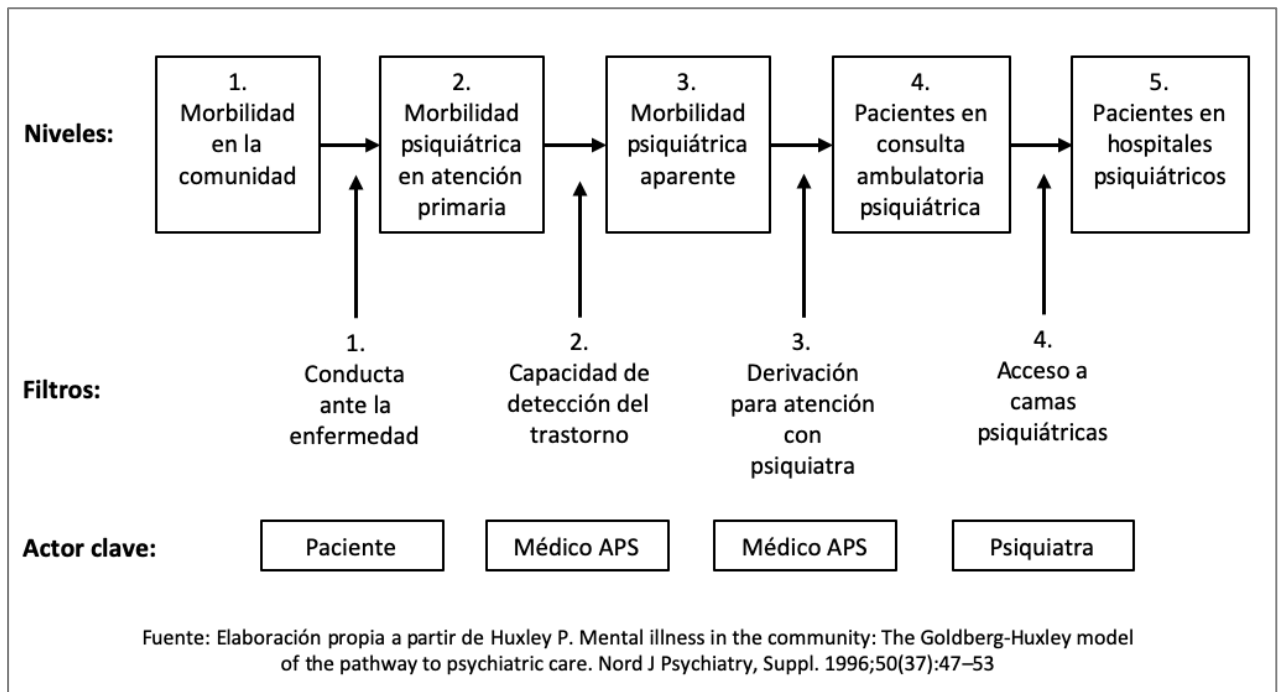 Niveles:
1.
Morbilidad
en la
comunidad
2.
Morbilidad
psiquiátrica
en atención
primaria
3.
Morbilidad
psiquiátrica
aparente
4.
Pacientes en
consulta
ambulatoria
psiquiátrica
5.
Pacientes en
hospitales
psiquiátricos
Filtros:
1.
Conducta
ante la
enfermedad
2.
Capacidad de
detección del
trastorno
3.
Derivación
para atención
con
psiquiatra
4.
Acceso a
camas
psiquiátricas
Actor clave:
Paciente
Médico APS
Médico APS
Psiquiatra
Fuente: Elaboración propia a partir de Huxley P. Mental illness in the community: The Goldberg-Huxley model
of the pathway to psychiatric care. Nord J Psychiatry, Suppl. 1996;50(37):47–53